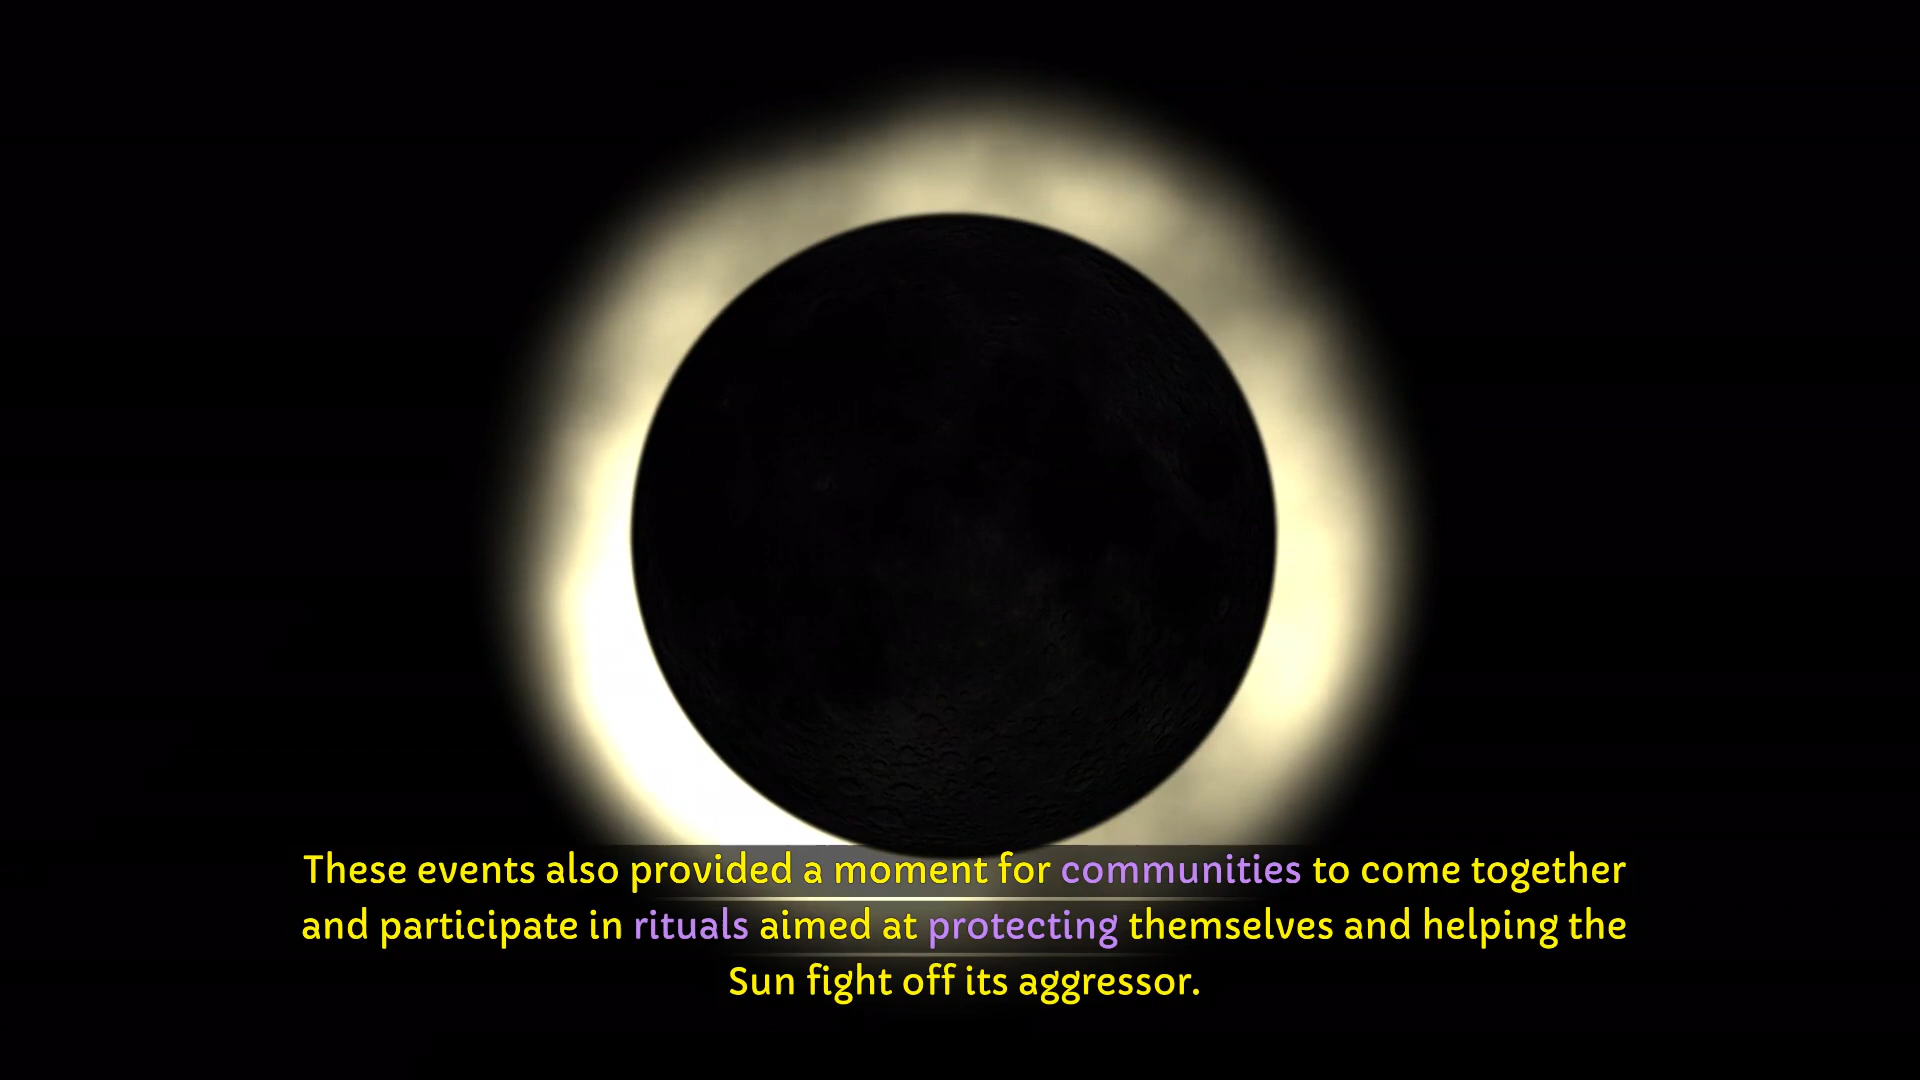 These events also provided a moment for communities to come together
and participate in rituals aimed at protecting themselves and helping the
Sun fight off its aggressor.